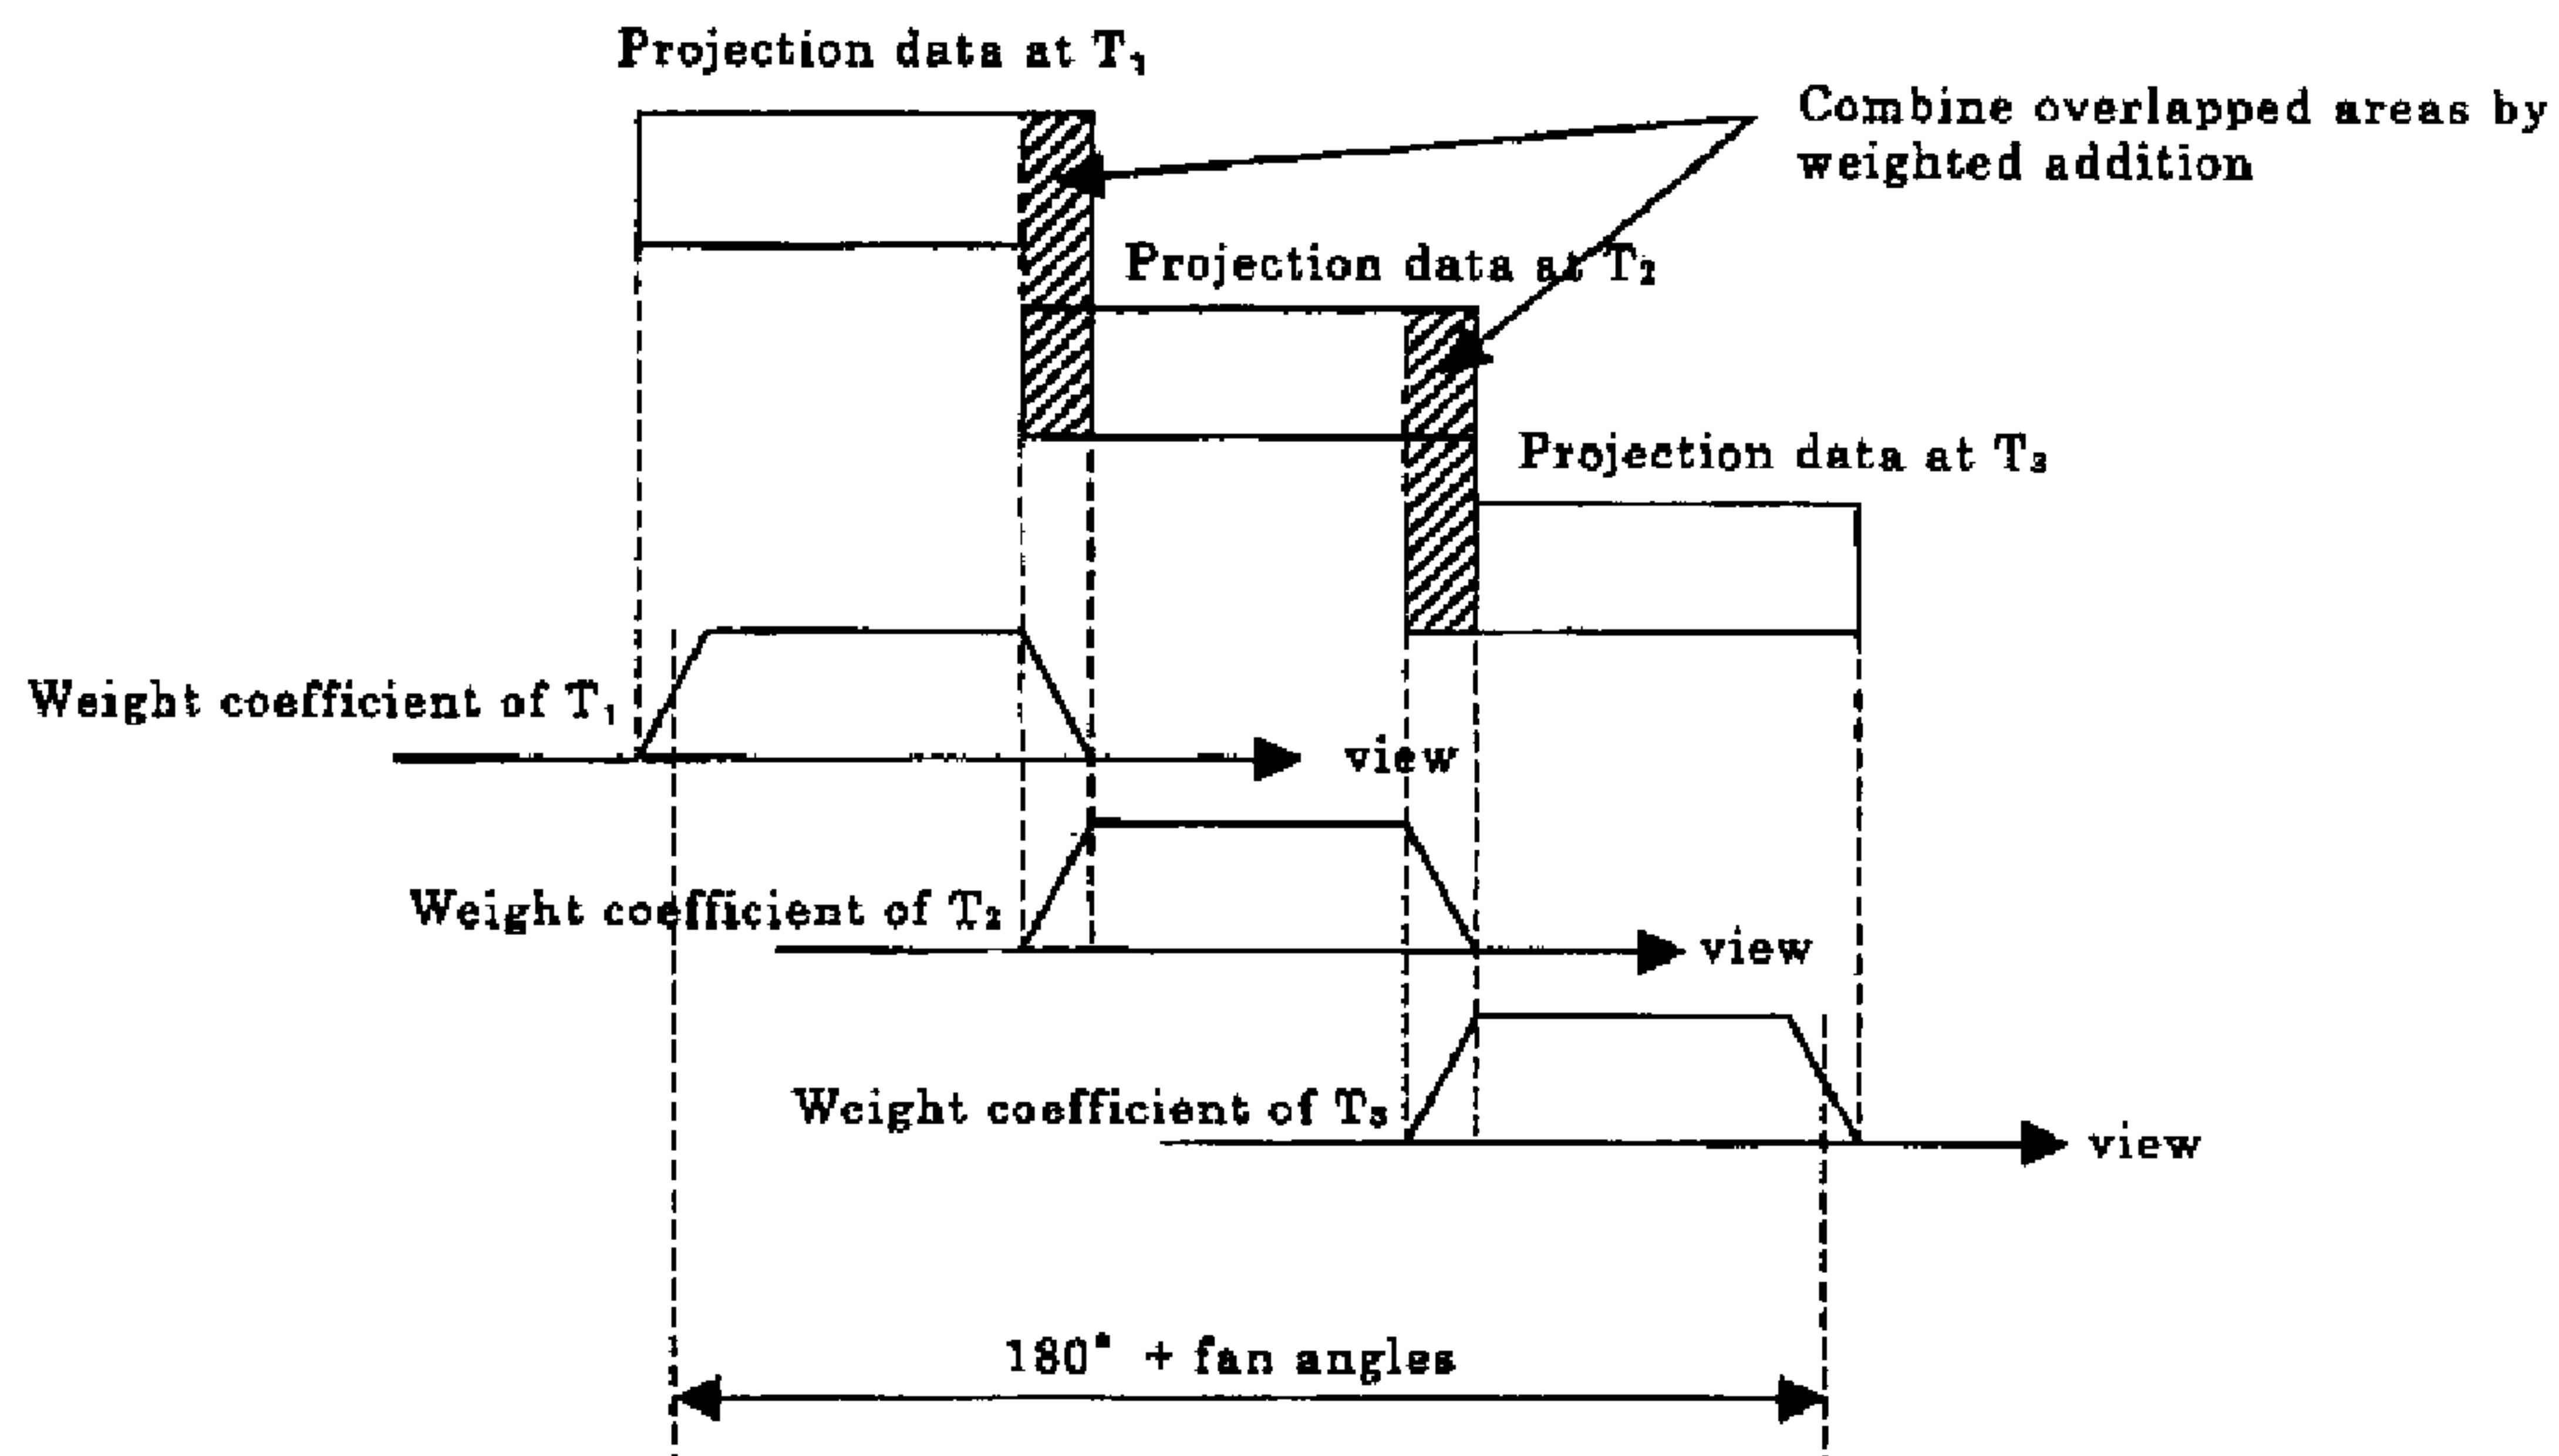 Projection data at T₁
Combine overlapped areas by
weighted addition
Projection data at T₂
Projection data at T₃
Weight coefficient of T₁
view
Weight coefficient of T₂
view
Weight coefficient of T₃
view
180° + fan angles